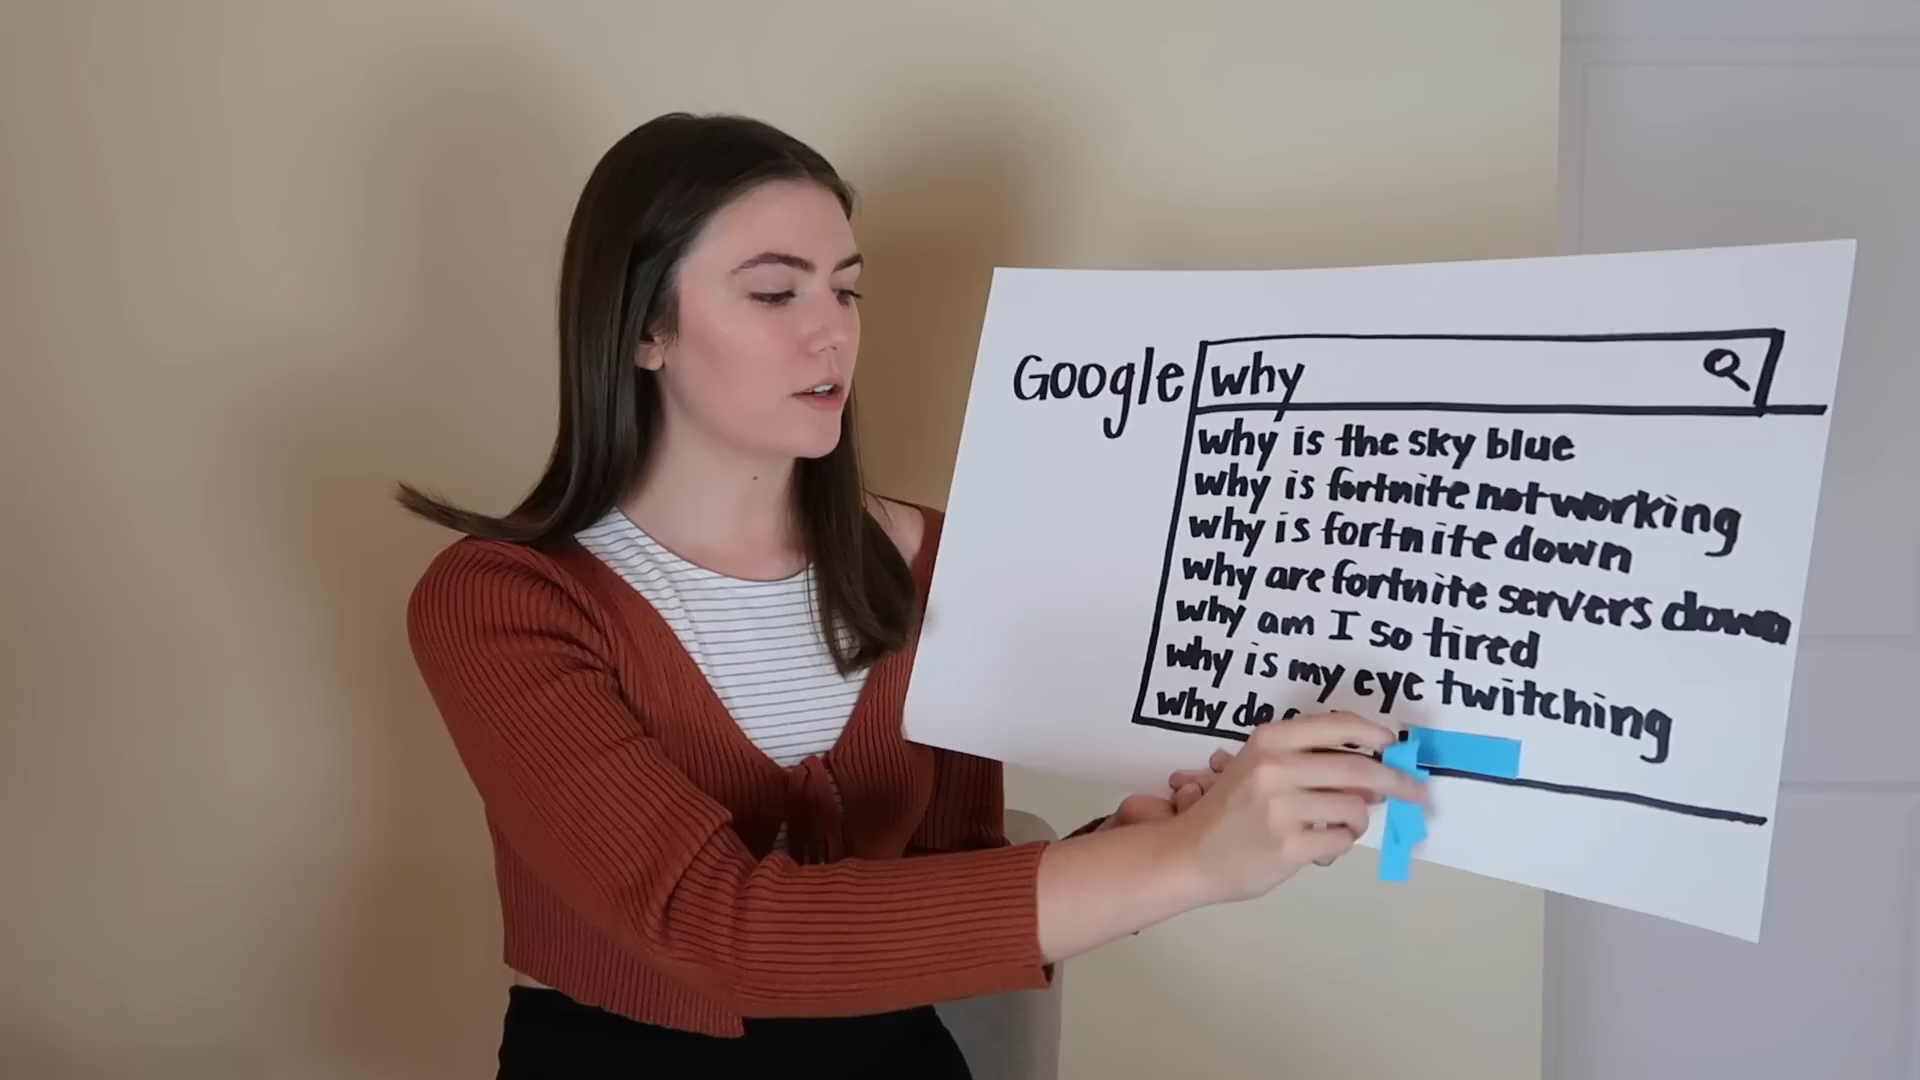 Google why
why is the sky blue
why is fortnite not working
why is fortnite down
why are fortnite servers down
why am I so tired
why is my eye twitching
why do